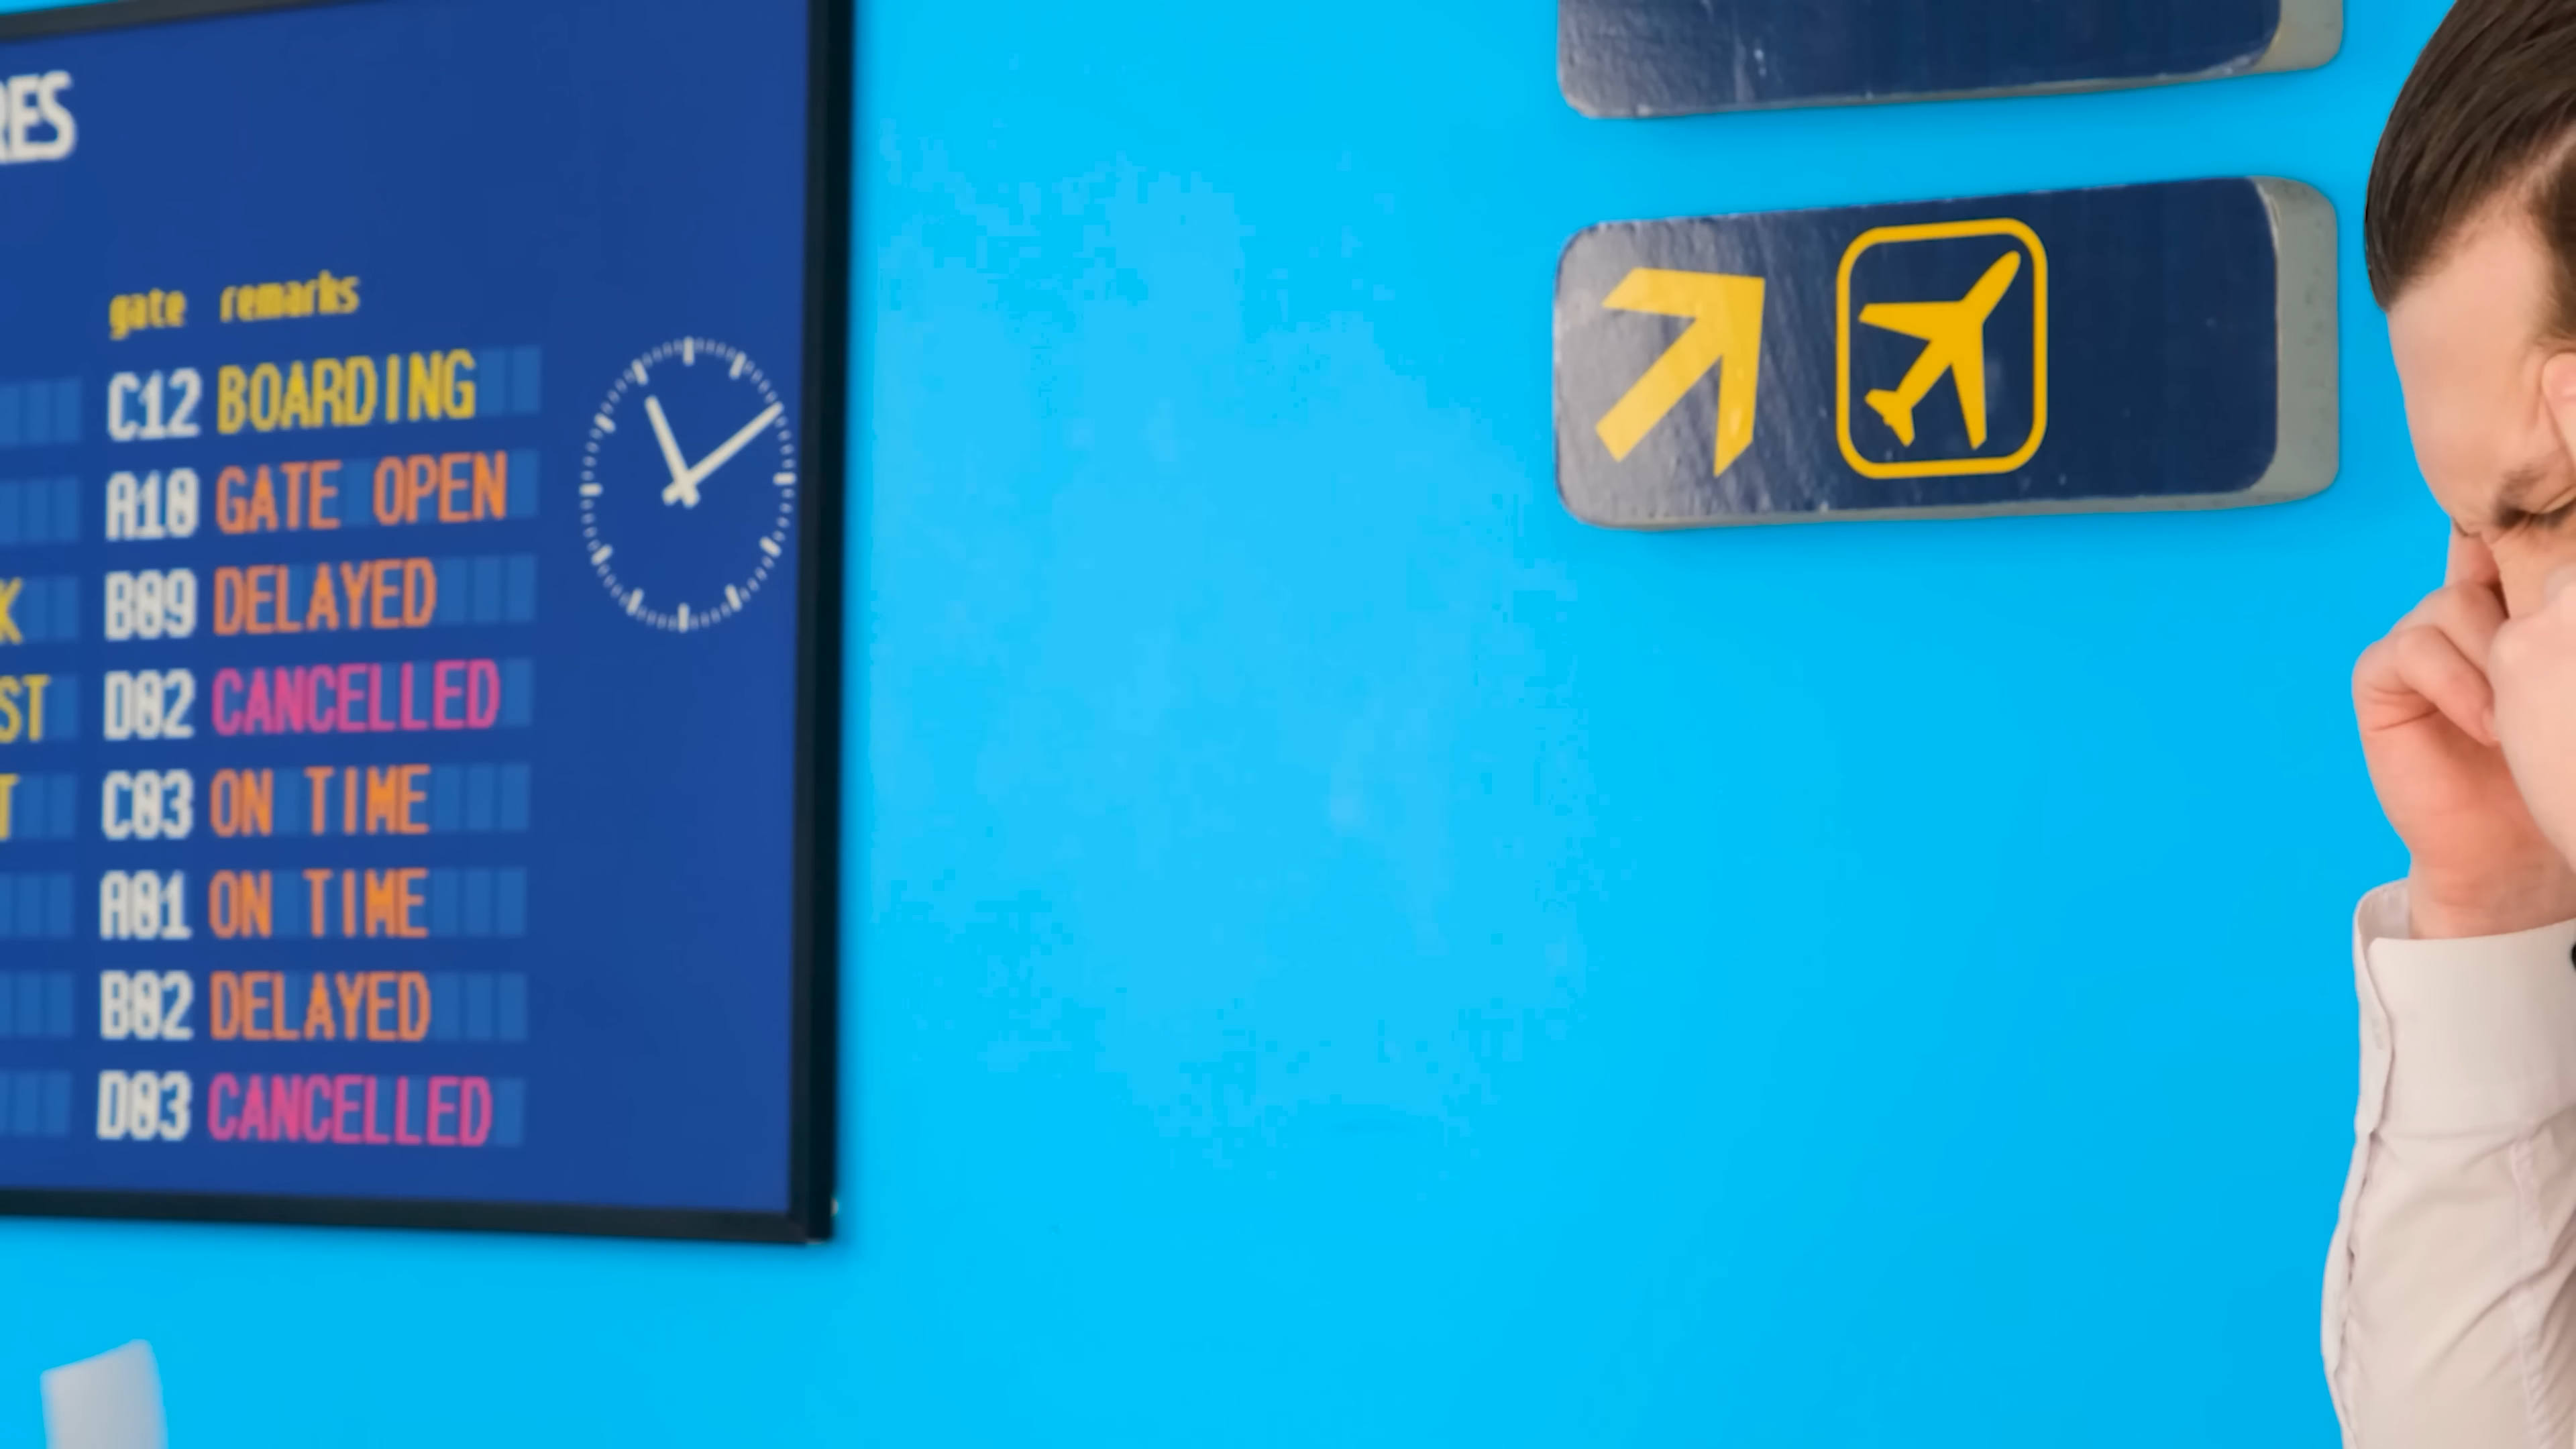 RES
gate remarks
C12 BOARDING
A10 GATE OPEN
K B09 DELAYED
ST D02 CANCELLED
T C03 ON TIME
A01 ON TIME
B02 DELAYED
D03 CANCELLED